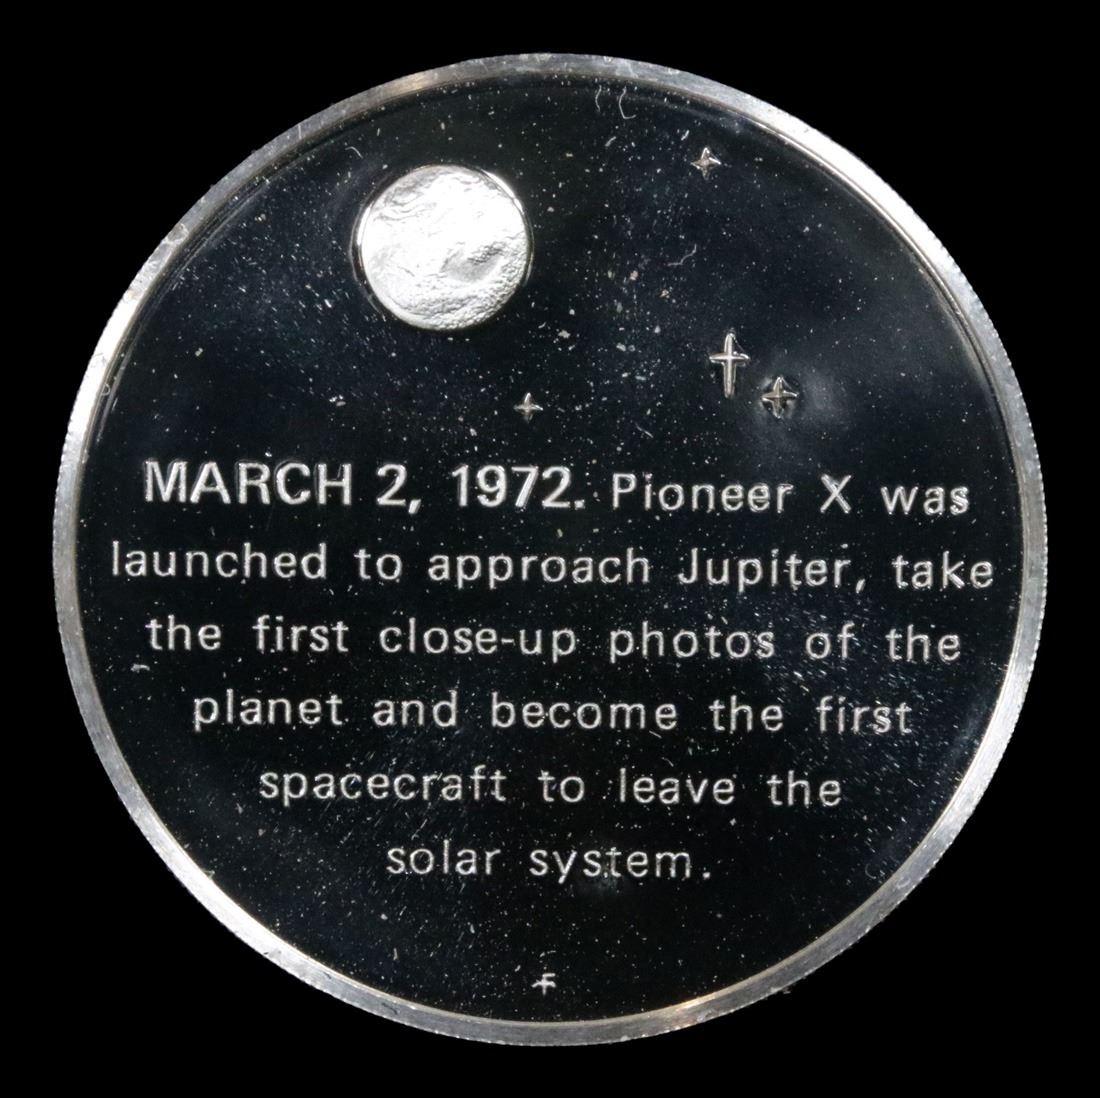 MARCH 2, 1972. Pioneer X was
launched to approach Jupiter, take
the first close-up photos of the
planet and become the first
spacecraft to leave the
solar system.